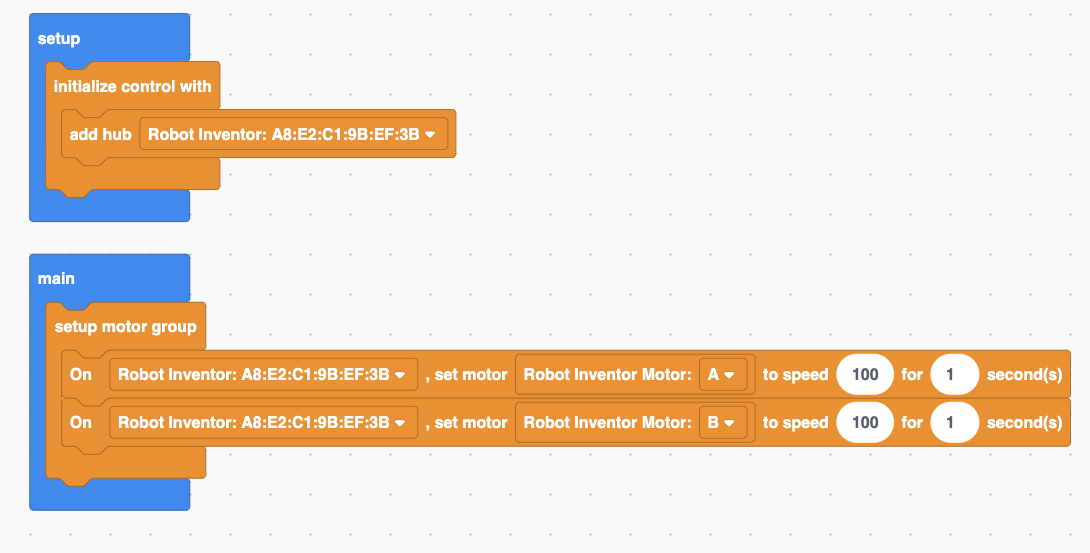 setup
initialize control with
add hub Robot Inventor: A8:E2:C1:9B:EF:3B
main
setup motor group
On Robot Inventor: A8:E2:C1:9B:EF:3B , set motor Robot Inventor Motor: A to speed 100 for 1 second(s)
On Robot Inventor: A8:E2:C1:9B:EF:3B , set motor Robot Inventor Motor: B to speed 100 for 1 second(s)